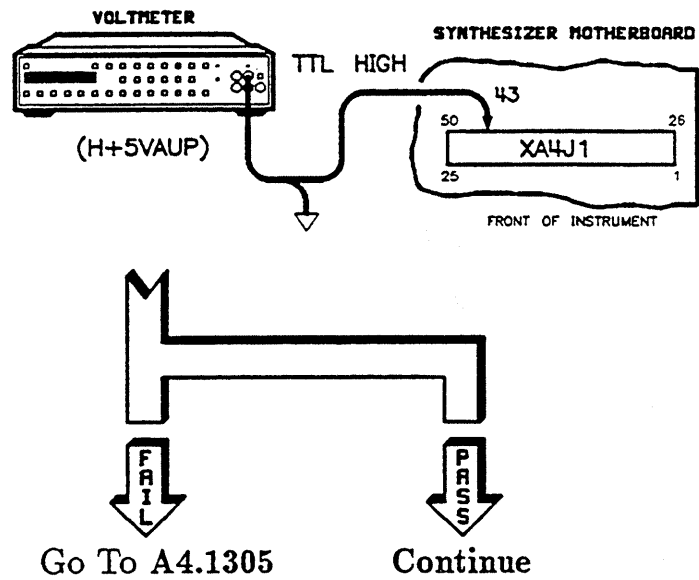 VOLTMETER
SYNTHESIZER MOTHERBOARD
TTL HIGH
43
(H+5VAUP)
50
26
XA4J1
25
1
FRONT OF INSTRUMENT
FAIL
PASS
Go To A4.1305
Continue